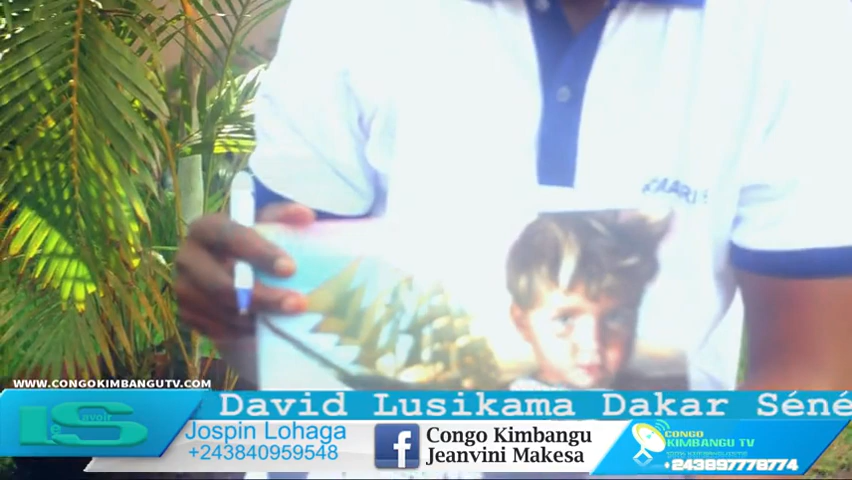 WWW.CONGOKIMBANGUTV.COM
Le Savoir
David Lusikama Dakar Séné
Jospin Lohaga
+243840959548
f
Congo Kimbangu
Jeanvini Makesa
CONGO
KIMBANGU TV
+243897778774